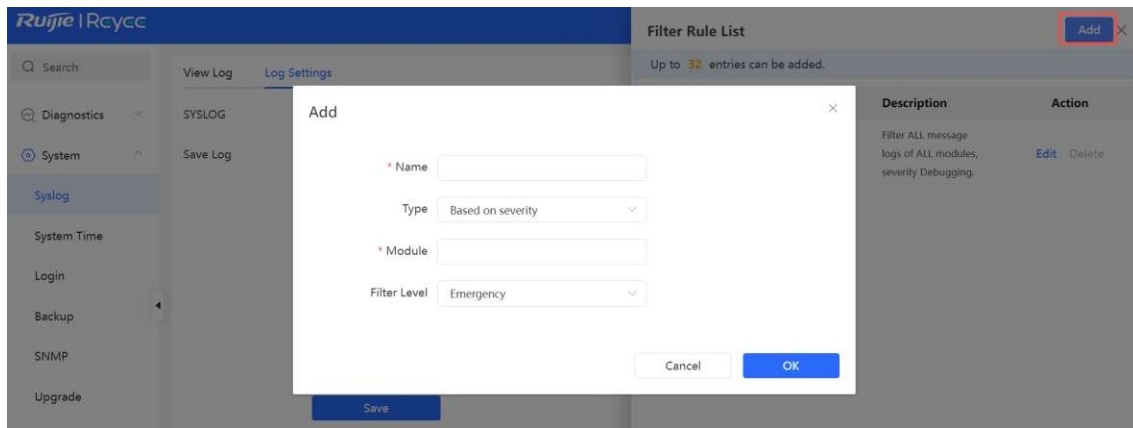 Ruijie | Rcycc
Search
Diagnostics
System
Syslog
System Time
Login
Backup
SNMP
Upgrade
View Log
Log Settings
SYSLOG
Save Log
Save
Filter Rule List
Add
Up to 32 entries can be added.
Description Action
Filter ALL message
logs of ALL modules,
severity Debugging.
Edit Delete
Add
* Name
Type Based on severity
* Module
Filter Level Emergency
Cancel OK